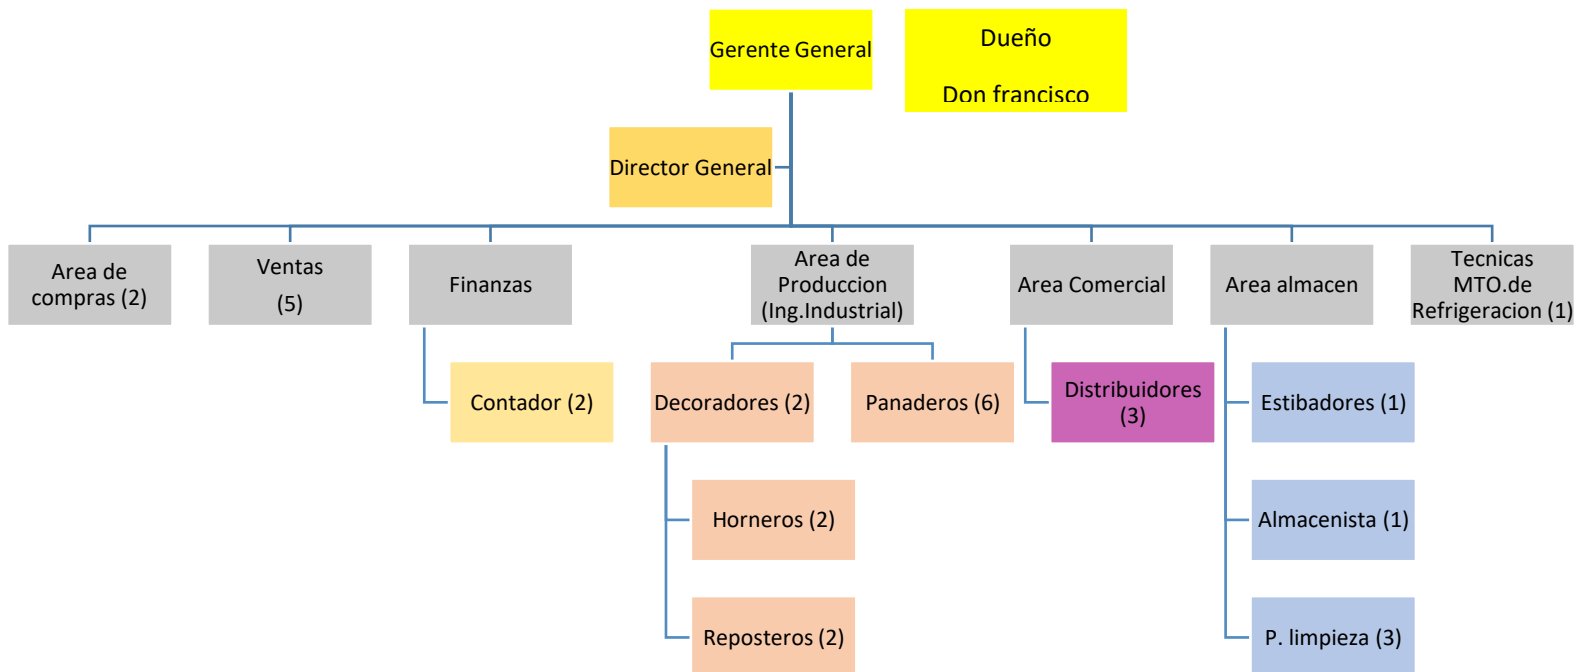 Gerente General
Dueño
Don francisco
Director General
Area de
compras (2)
Ventas
(5)
Finanzas
Area de
Produccion
(Ing.Industrial)
Area Comercial
Area almacen
Tecnicas
MTO.de
Refrigeracion (1)
Contador (2)
Decoradores (2)
Panaderos (6)
Distribuidores
(3)
Estibadores (1)
Horneros (2)
Almacenista (1)
Reposteros (2)
P. limpieza (3)